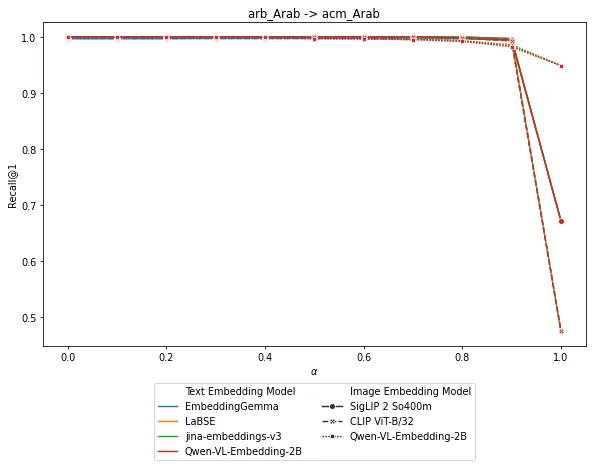 arb_Arab -> acm_Arab
Recall@1
1.0
0.9
0.8
0.7
0.6
0.5
0.0 0.2 0.4 0.6 0.8 1.0
α
Text Embedding Model
EmbeddingGemma
LaBSE
jina-embeddings-v3
Qwen-VL-Embedding-2B
Image Embedding Model
SigLIP 2 So400m
CLIP ViT-B/32
Qwen-VL-Embedding-2B